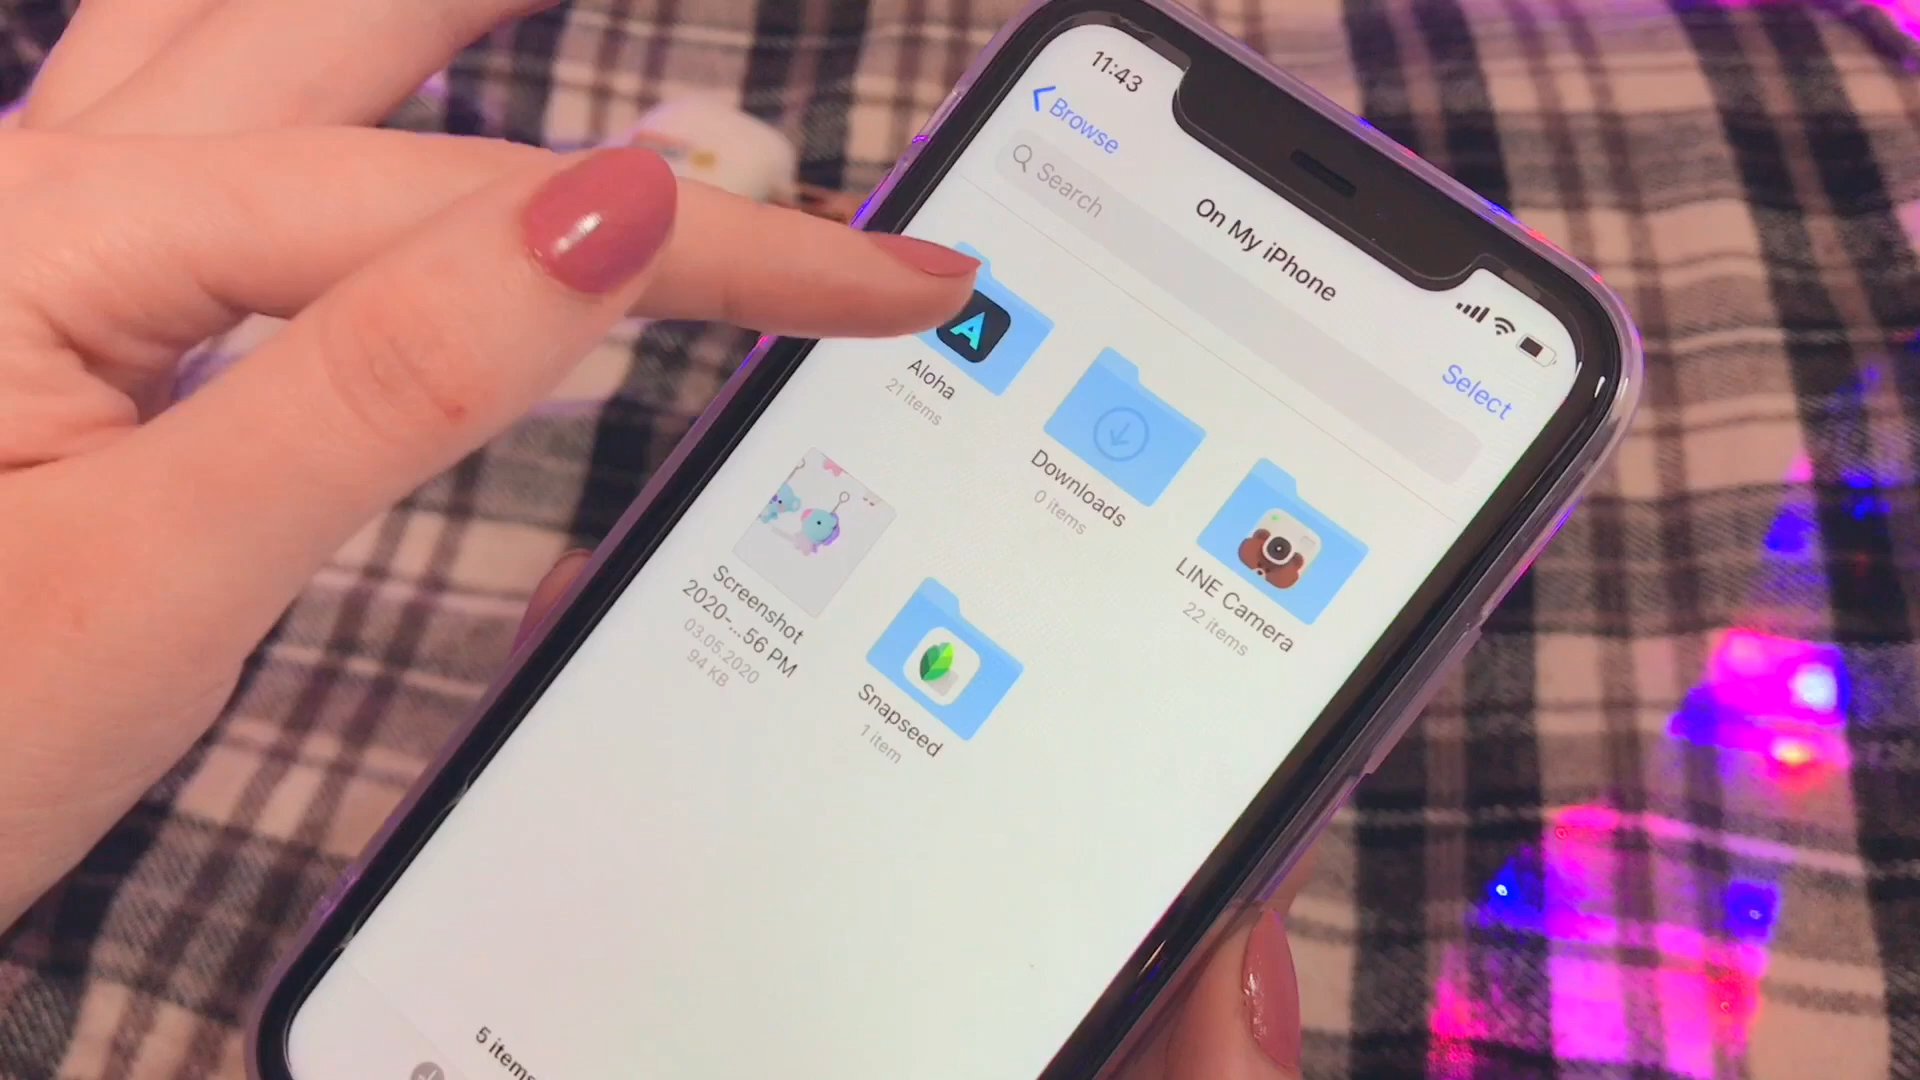 11:43
Browse
On My iPhone
Select
Search
A
Aloha
21 items
Downloads
0 items
LINE Camera
22 items
Screenshot
2020-...56 PM
03.05.2020
94 KB
Snapseed
1 item
5 items